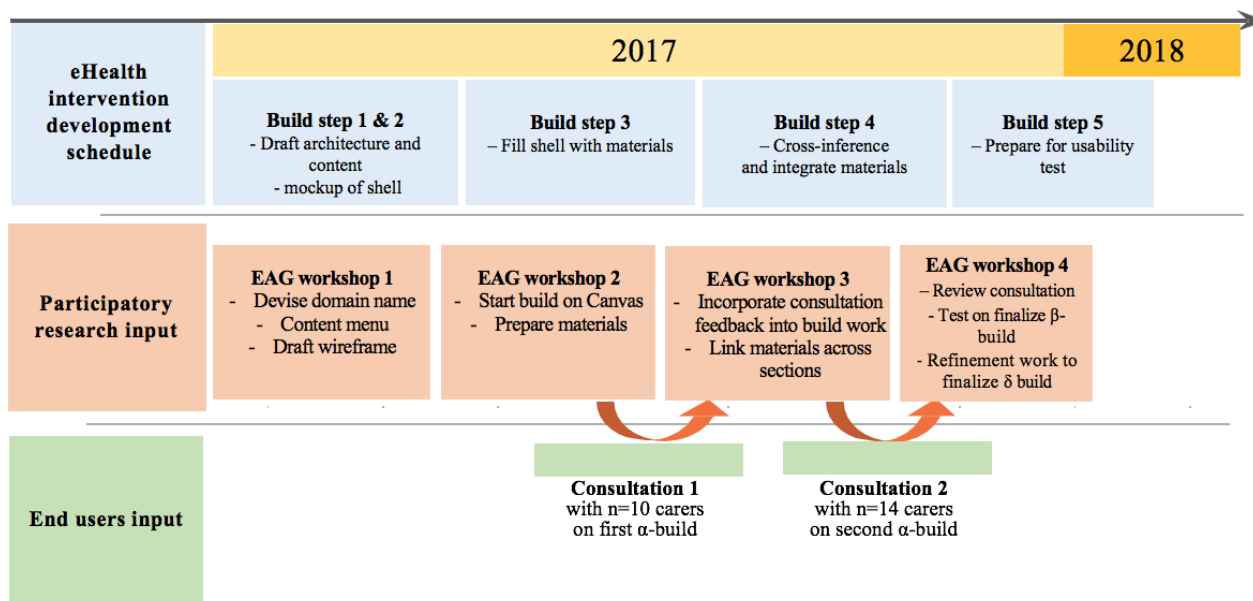 2017
2018
eHealth
intervention
development
schedule
Build step 1 & 2
- Draft architecture and
content
- mockup of shell
Build step 3
– Fill shell with materials
Build step 4
– Cross-inference
and integrate materials
Build step 5
– Prepare for usability
test
Participatory
research input
EAG workshop 1
- Devise domain name
- Content menu
- Draft wireframe
EAG workshop 2
- Start build on Canvas
- Prepare materials
EAG workshop 3
- Incorporate consultation
feedback into build work
- Link materials across
sections
EAG workshop 4
– Review consultation
- Test on finalize β-
build
- Refinement work to
finalize δ build
End users input
Consultation 1
with n=10 carers
on first α-build
Consultation 2
with n=14 carers
on second α-build